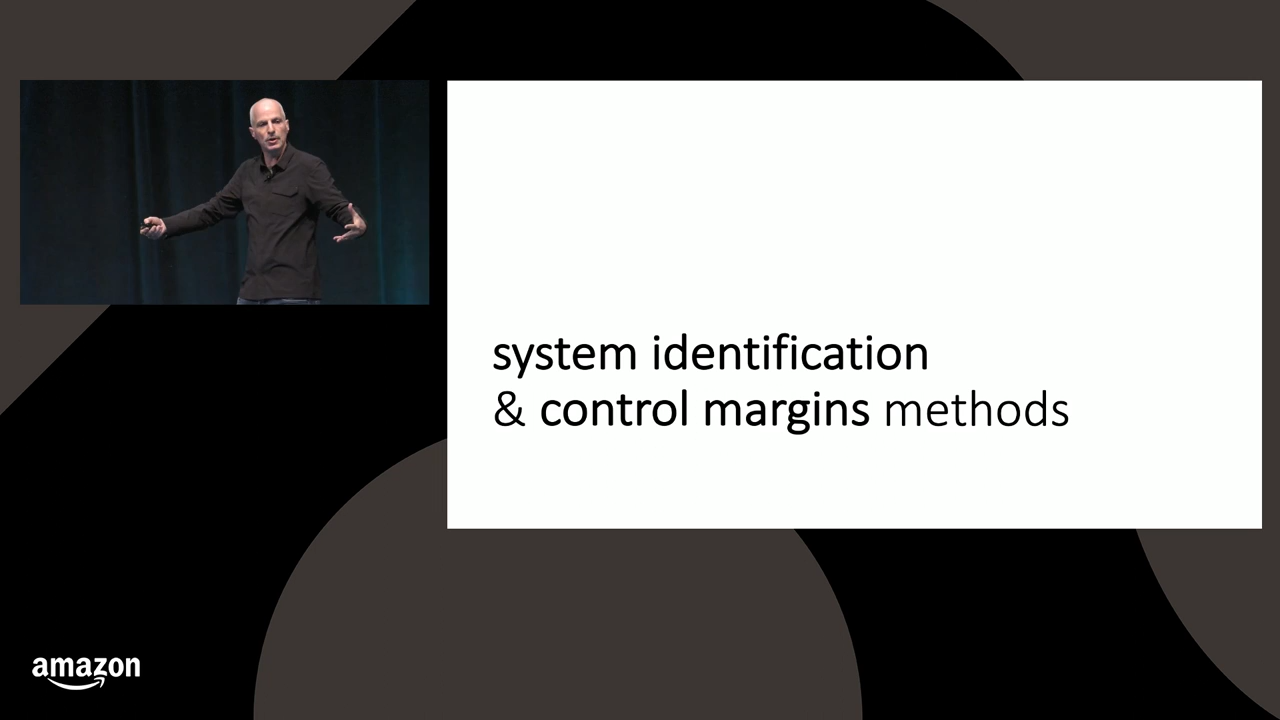 system identification
& control margins methods
amazon